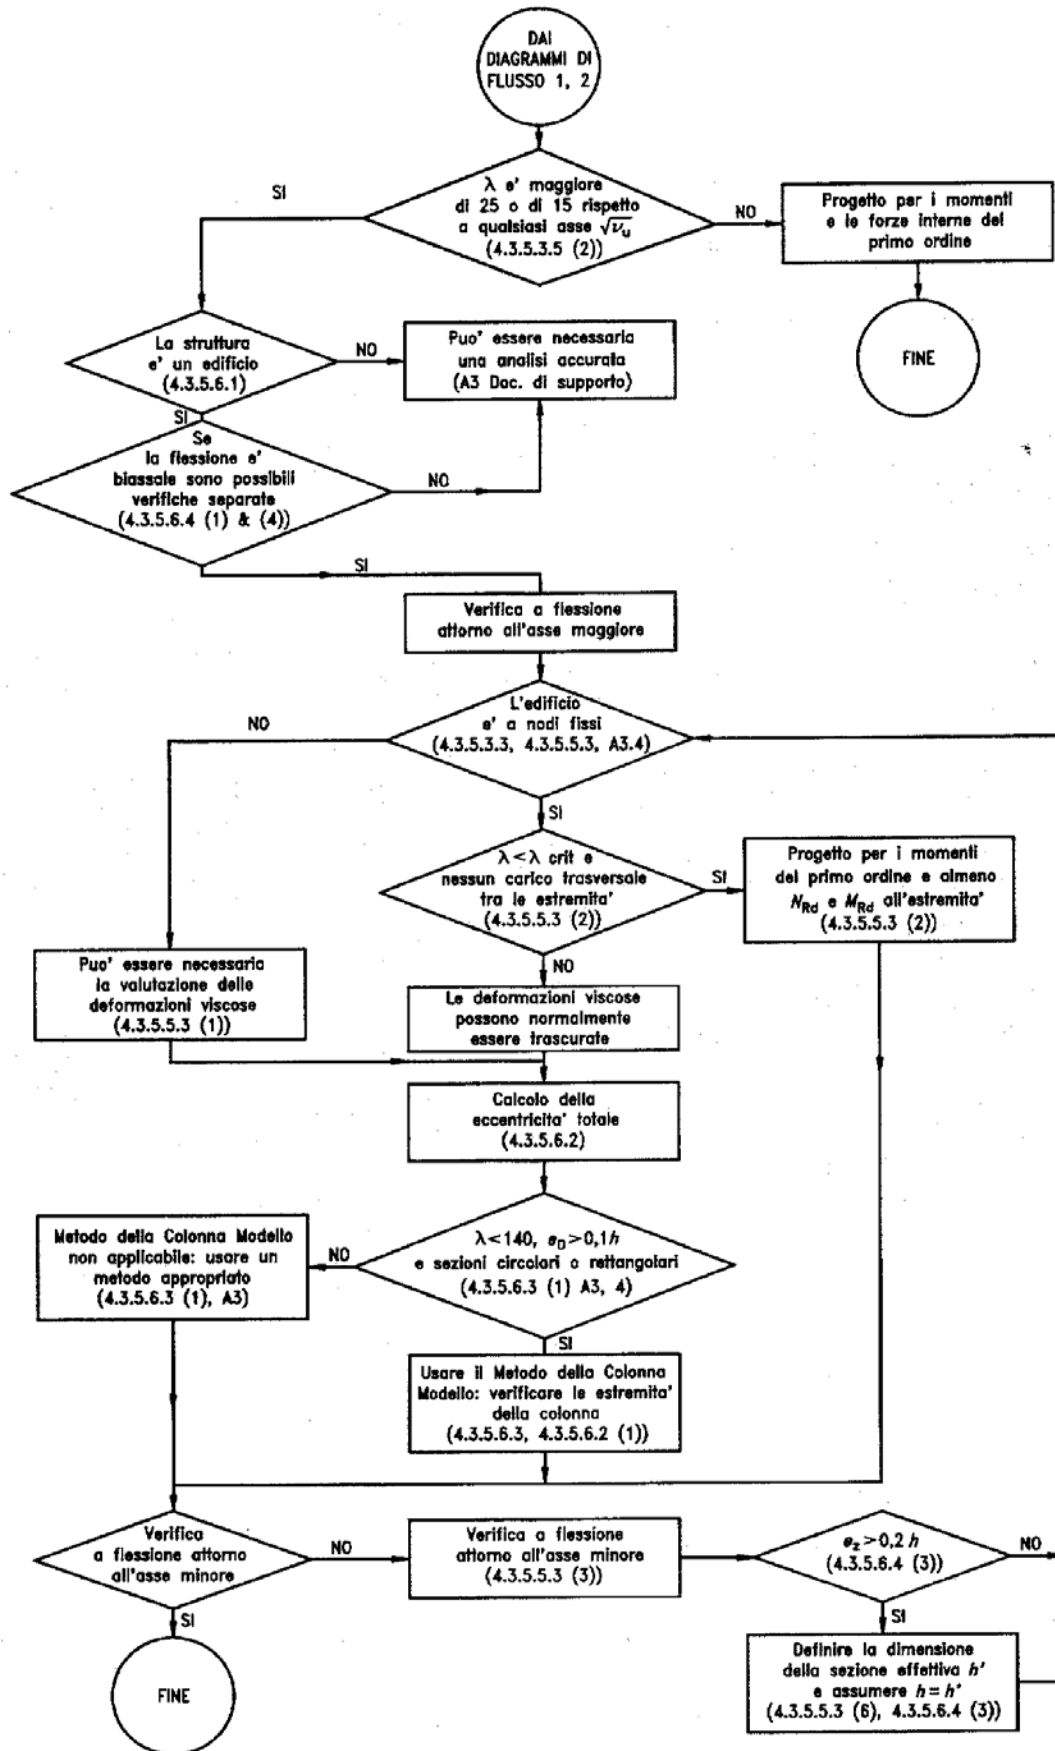 DAI
DIAGRAMMI DI
FLUSSO 1, 2
λ e' maggiore
di 25 o di 15 rispetto
a qualsiasi asse √νu
(4.3.5.3.5 (2))
SI
NO
Progetto per i momenti
e le forze interne del
primo ordine
FINE
La struttura
e' un edificio
(4.3.5.6.1)
NO
Puo' essere necessaria
una analisi accurata
(A3 Doc. di supporto)
SI
Se
la flessione e'
biassale sono possibili
verifiche separate
(4.3.5.6.4 (1) & (4))
NO
SI
Verifica a flessione
attorno all'asse maggiore
L'edificio
e' a nodi fissi
(4.3.5.3.3, 4.3.5.5.3, A3.4)
NO
SI
λ<λ crit e
nessun carico trasversale
tra le estremita'
(4.3.5.5.3 (2))
SI
Progetto per i momenti
del primo ordine e almeno
NRd e MRd all'estremita'
(4.3.5.5.3 (2))
NO
Puo' essere necessaria
la valutazione delle
deformazioni viscose
(4.3.5.5.3 (1))
Le deformazioni viscose
possono normalmente
essere trascurate
Calcolo della
eccentricita' totale
(4.3.5.6.2)
λ<140, e0>0,1h
e sezioni circolari o rettangolari
(4.3.5.6.3 (1) A3, 4)
NO
Metodo della Colonna Modello
non applicabile: usare un
metodo appropriato
(4.3.5.6.3 (1), A3)
SI
Usare il Metodo della Colonna
Modello: verificare le estremita'
della colonna
(4.3.5.6.3, 4.3.5.6.2 (1))
Verifica
a flessione attorno
all'asse minore
NO
Verifica a flessione
attorno all'asse minore
(4.3.5.5.3 (3))
ez>0,2 h
(4.3.5.6.4 (3))
NO
SI
FINE
SI
Definire la dimensione
della sezione effettiva h'
e assumere h=h'
(4.3.5.5.3 (6), 4.3.5.6.4 (3))